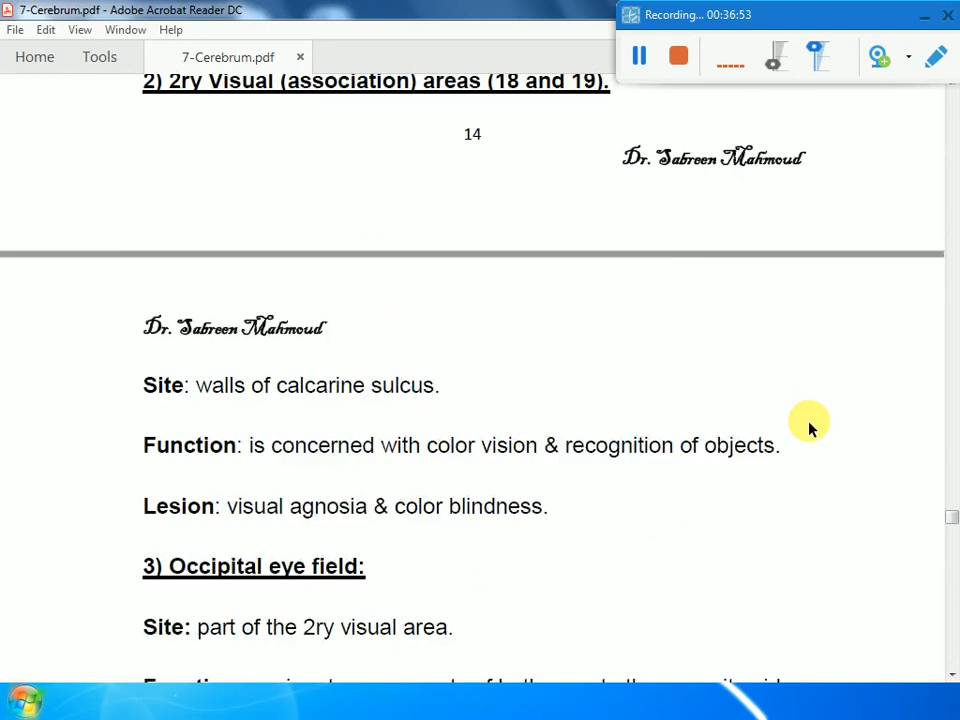 7-Cerebrum.pdf - Adobe Acrobat Reader DC
Recording... 00:36:53
File Edit View Window Help
Home Tools 7-Cerebrum.pdf ×
2) 2ry Visual (association) areas (18 and 19).
14
Dr. Sabreen Mahmoud
Dr. Sabreen Mahmoud
Site: walls of calcarine sulcus.
Function: is concerned with color vision & recognition of objects.
Lesion: visual agnosia & color blindness.
3) Occipital eye field:
Site: part of the 2ry visual area.